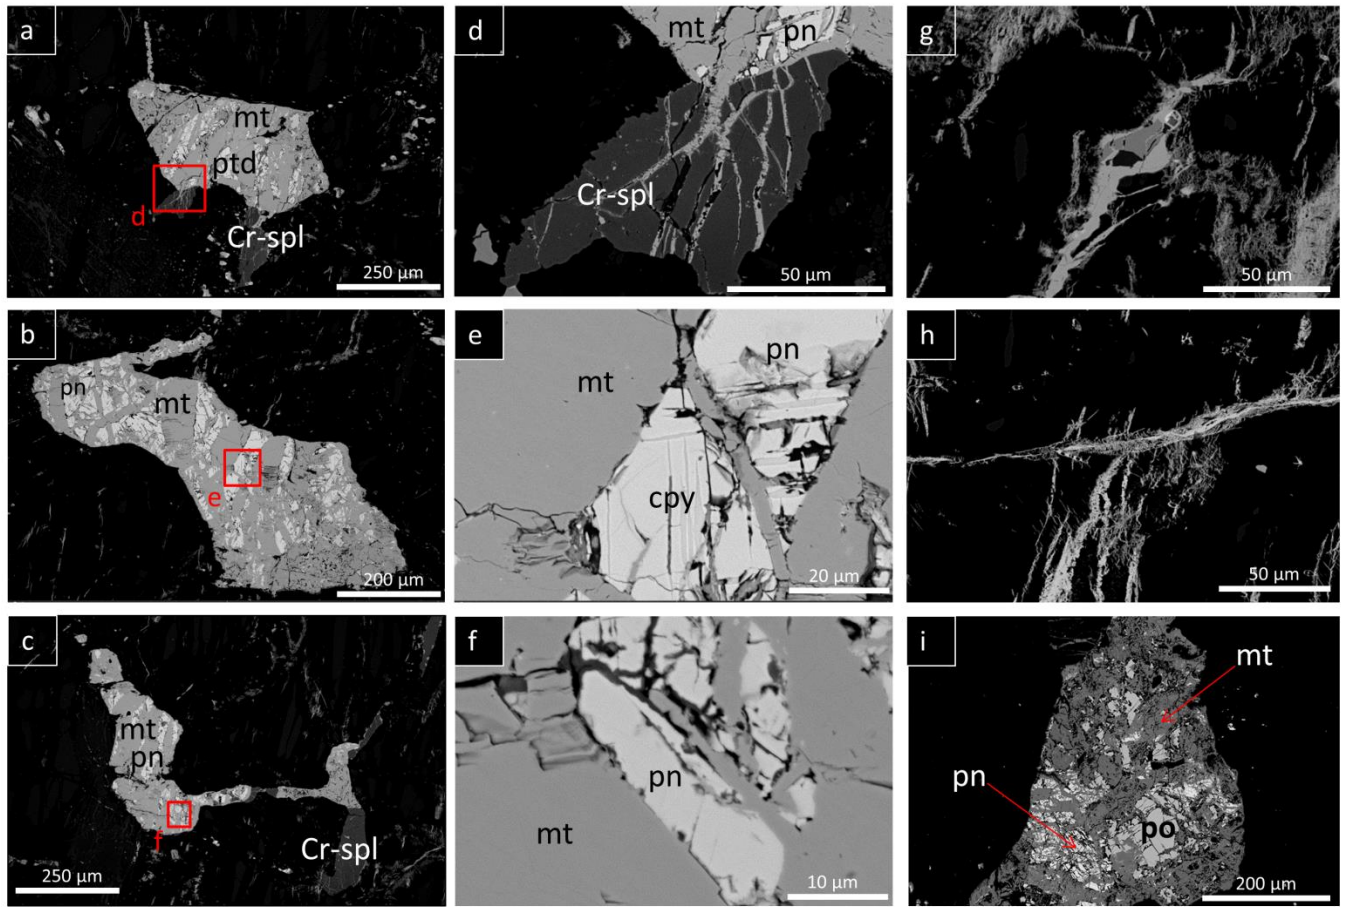 a
mt
ptd
d
Cr-spl
250 µm
d
mt
pn
Cr-spl
50 µm
g
50 µm
b
pn
mt
e
200 µm
e
mt
pn
cpy
20 µm
h
50 µm
c
mt
pn
f
Cr-spl
250 µm
f
pn
mt
10 µm
i
mt
pn
po
200 µm